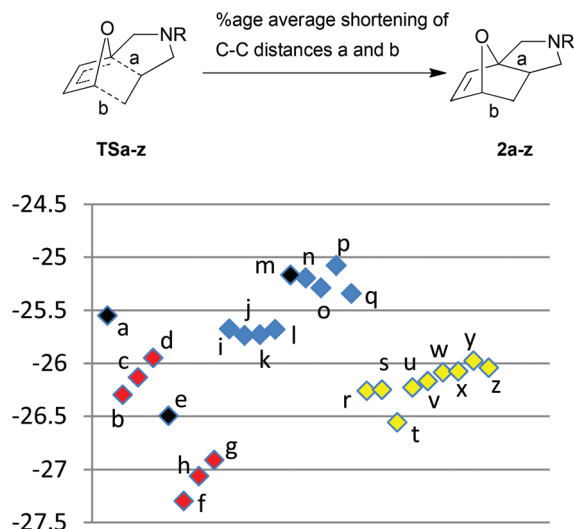 %age average shortening of
C-C distances a and b
O
NR
a
b
TSa-z
O
NR
a
b
2a-z
-24.5
-25
-25.5
-26
-26.5
-27
-27.5
a
b
c
d
e
f
h
g
i
j
k
l
m
n
o
p
q
r
s
t
u
v
w
x
y
z